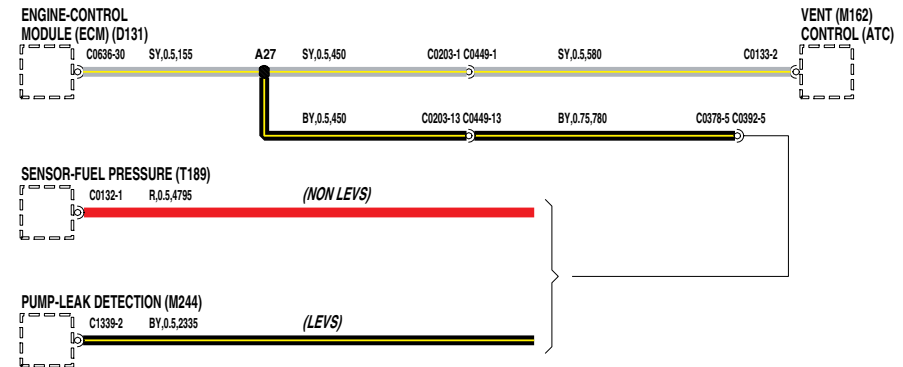 ENGINE-CONTROL
MODULE (ECM) (D131)
VENT (M162)
CONTROL (ATC)
C0636-30 SY,0.5,155 A27 SY,0.5,450 C0203-1 C0449-1 SY,0.5,580 C0133-2
BY,0.5,450 C0203-13 C0449-13 BY,0.75,780 C0378-5 C0392-5
SENSOR-FUEL PRESSURE (T189)
C0132-1 R,0.5,4795 (NON LEVS)
PUMP-LEAK DETECTION (M244)
C1339-2 BY,0.5,2335 (LEVS)